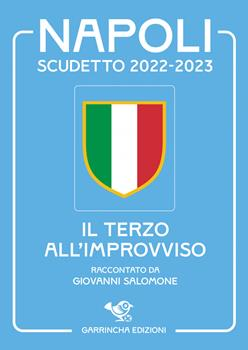 NAPOLI
SCUDETTO 2022-2023
IL TERZO
ALL'IMPROVVISO
RACCONTATO DA
GIOVANNI SALOMONE
GARRINCHA EDIZIONI